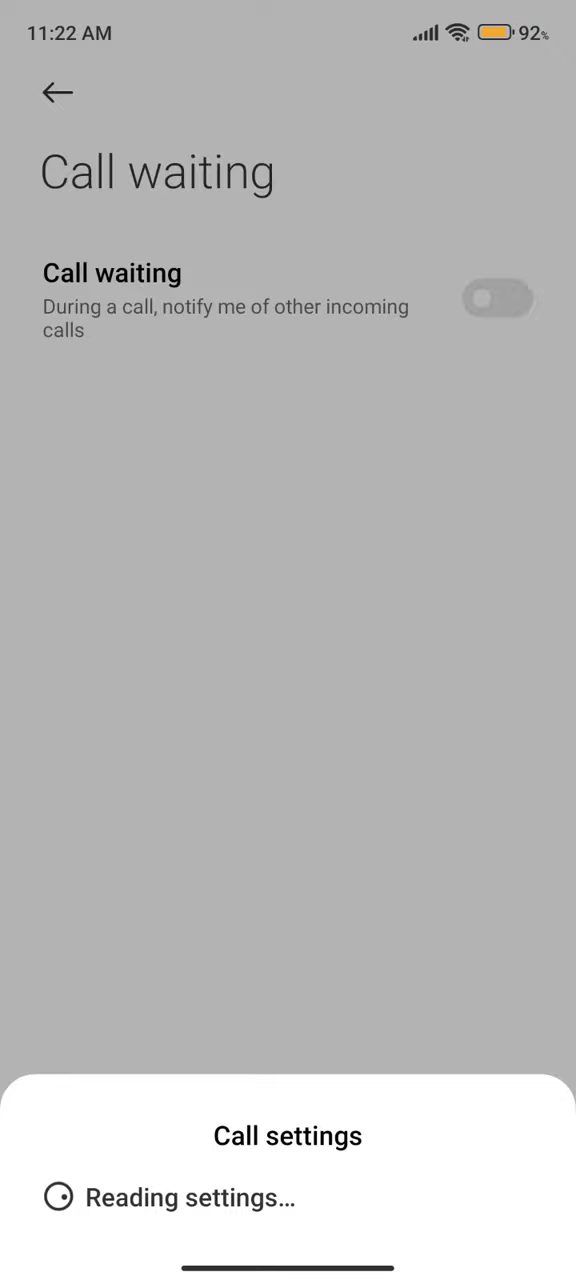 11:22 AM 92%
Call waiting
Call waiting
During a call, notify me of other incoming
calls
Call settings
Reading settings...